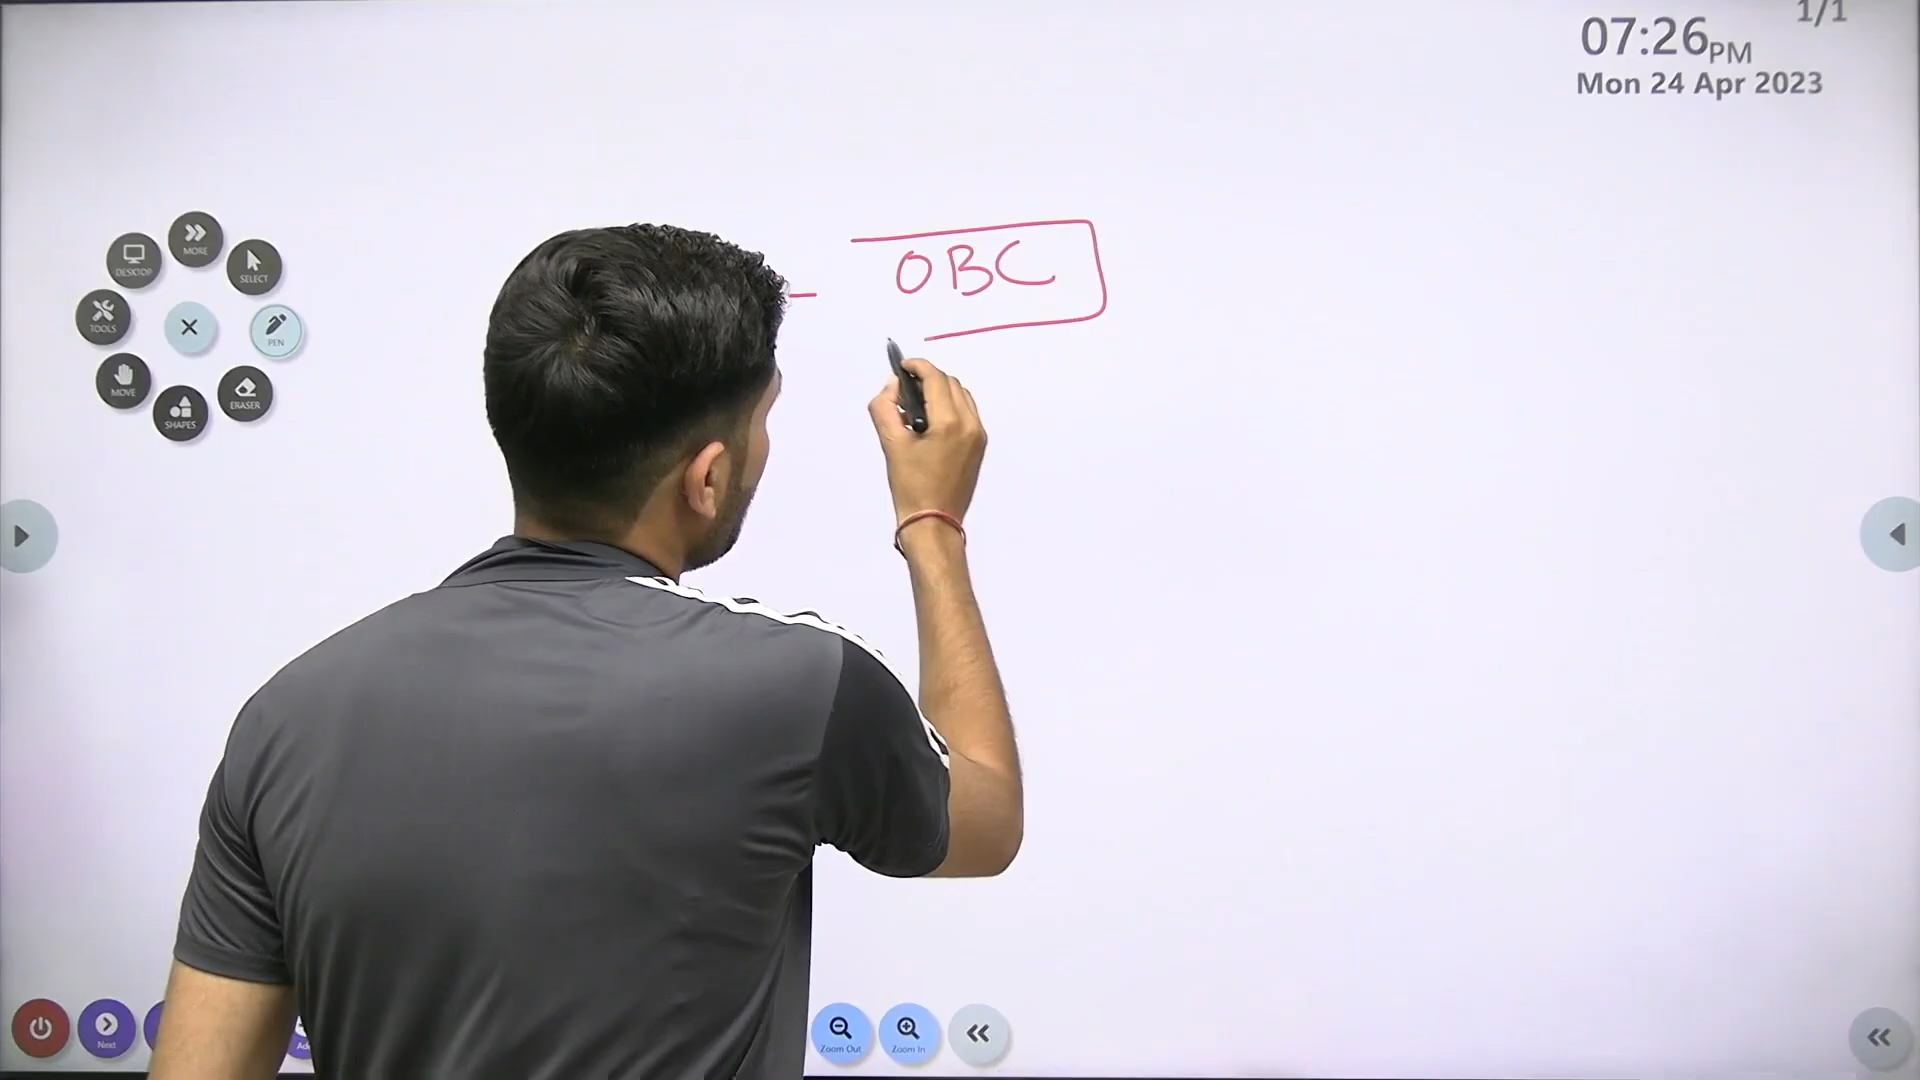 1/1
07:26PM
Mon 24 Apr 2023
MORE
DESKTOP
SELECT
TOOLS
PEN
MOVE
ERASER
SHAPES
OBC
Next
Zoom Out
Zoom In